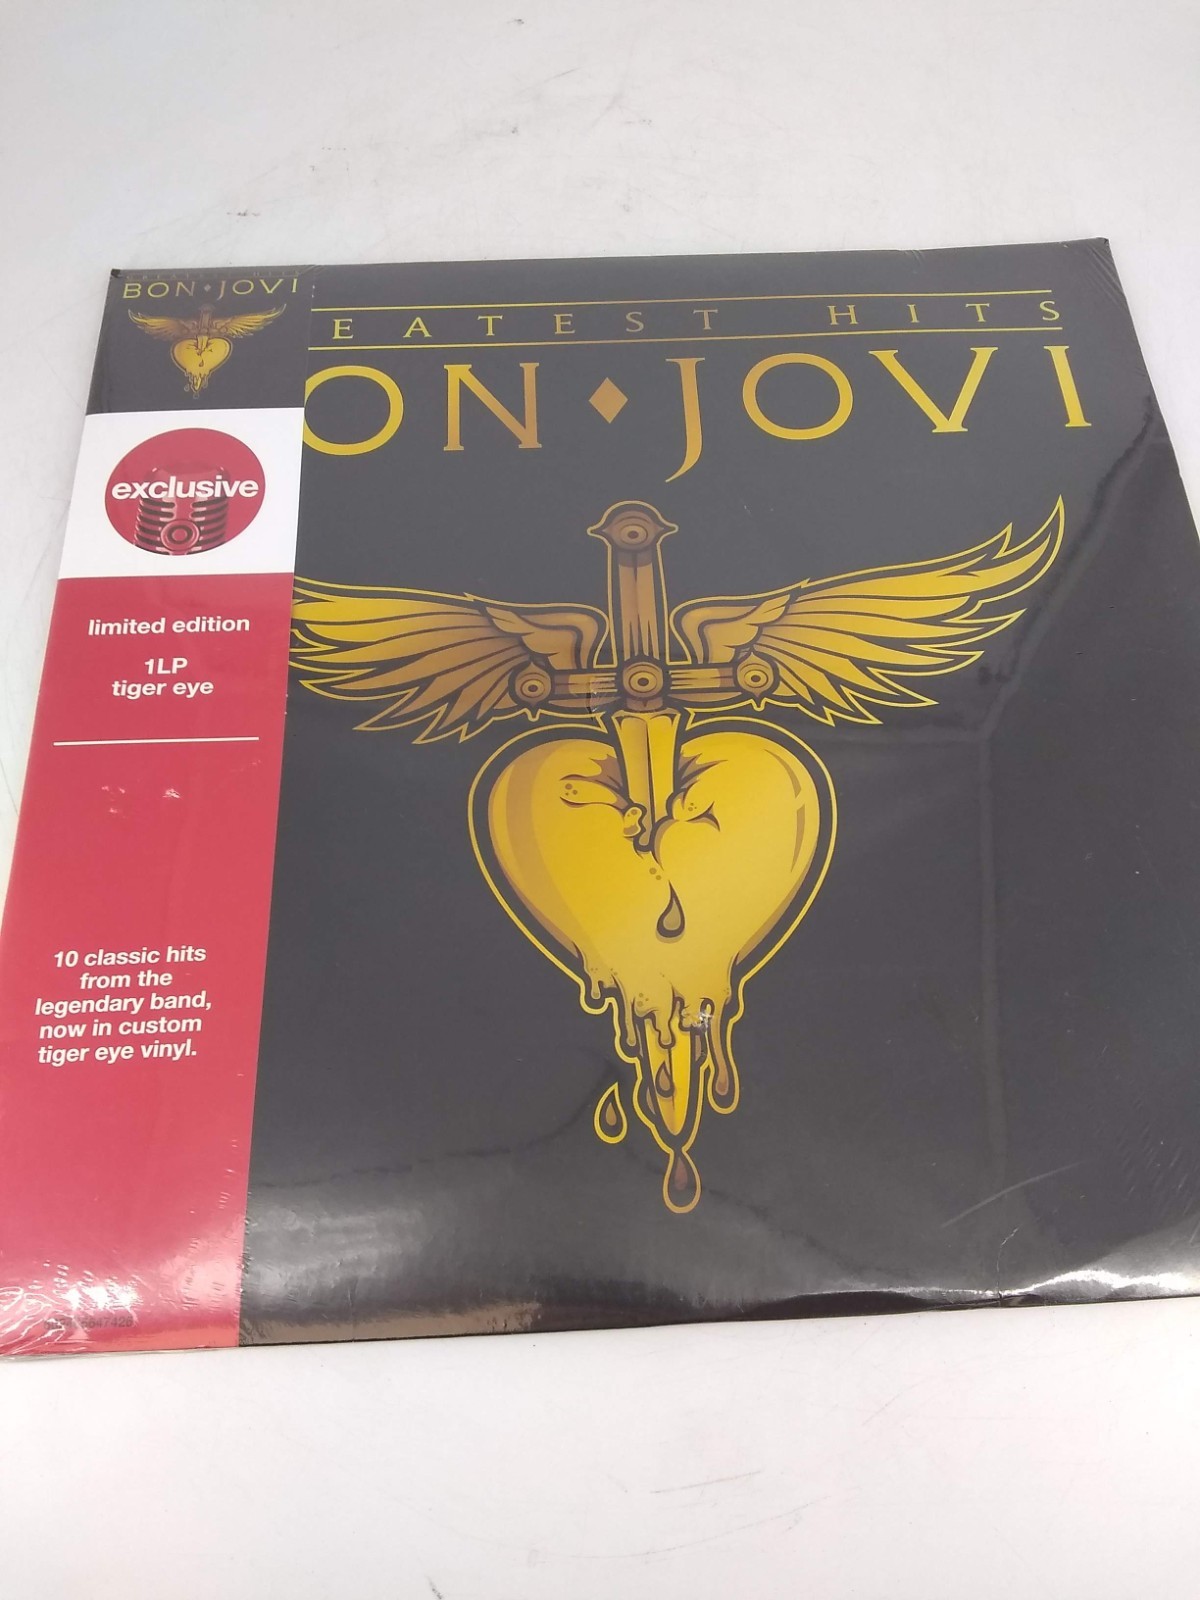 BON JOVI
EATEST HITS
ON JOVI
exclusive
limited edition
1LP
tiger eye
10 classic hits
from the
legendary band,
now in custom
tiger eye vinyl.